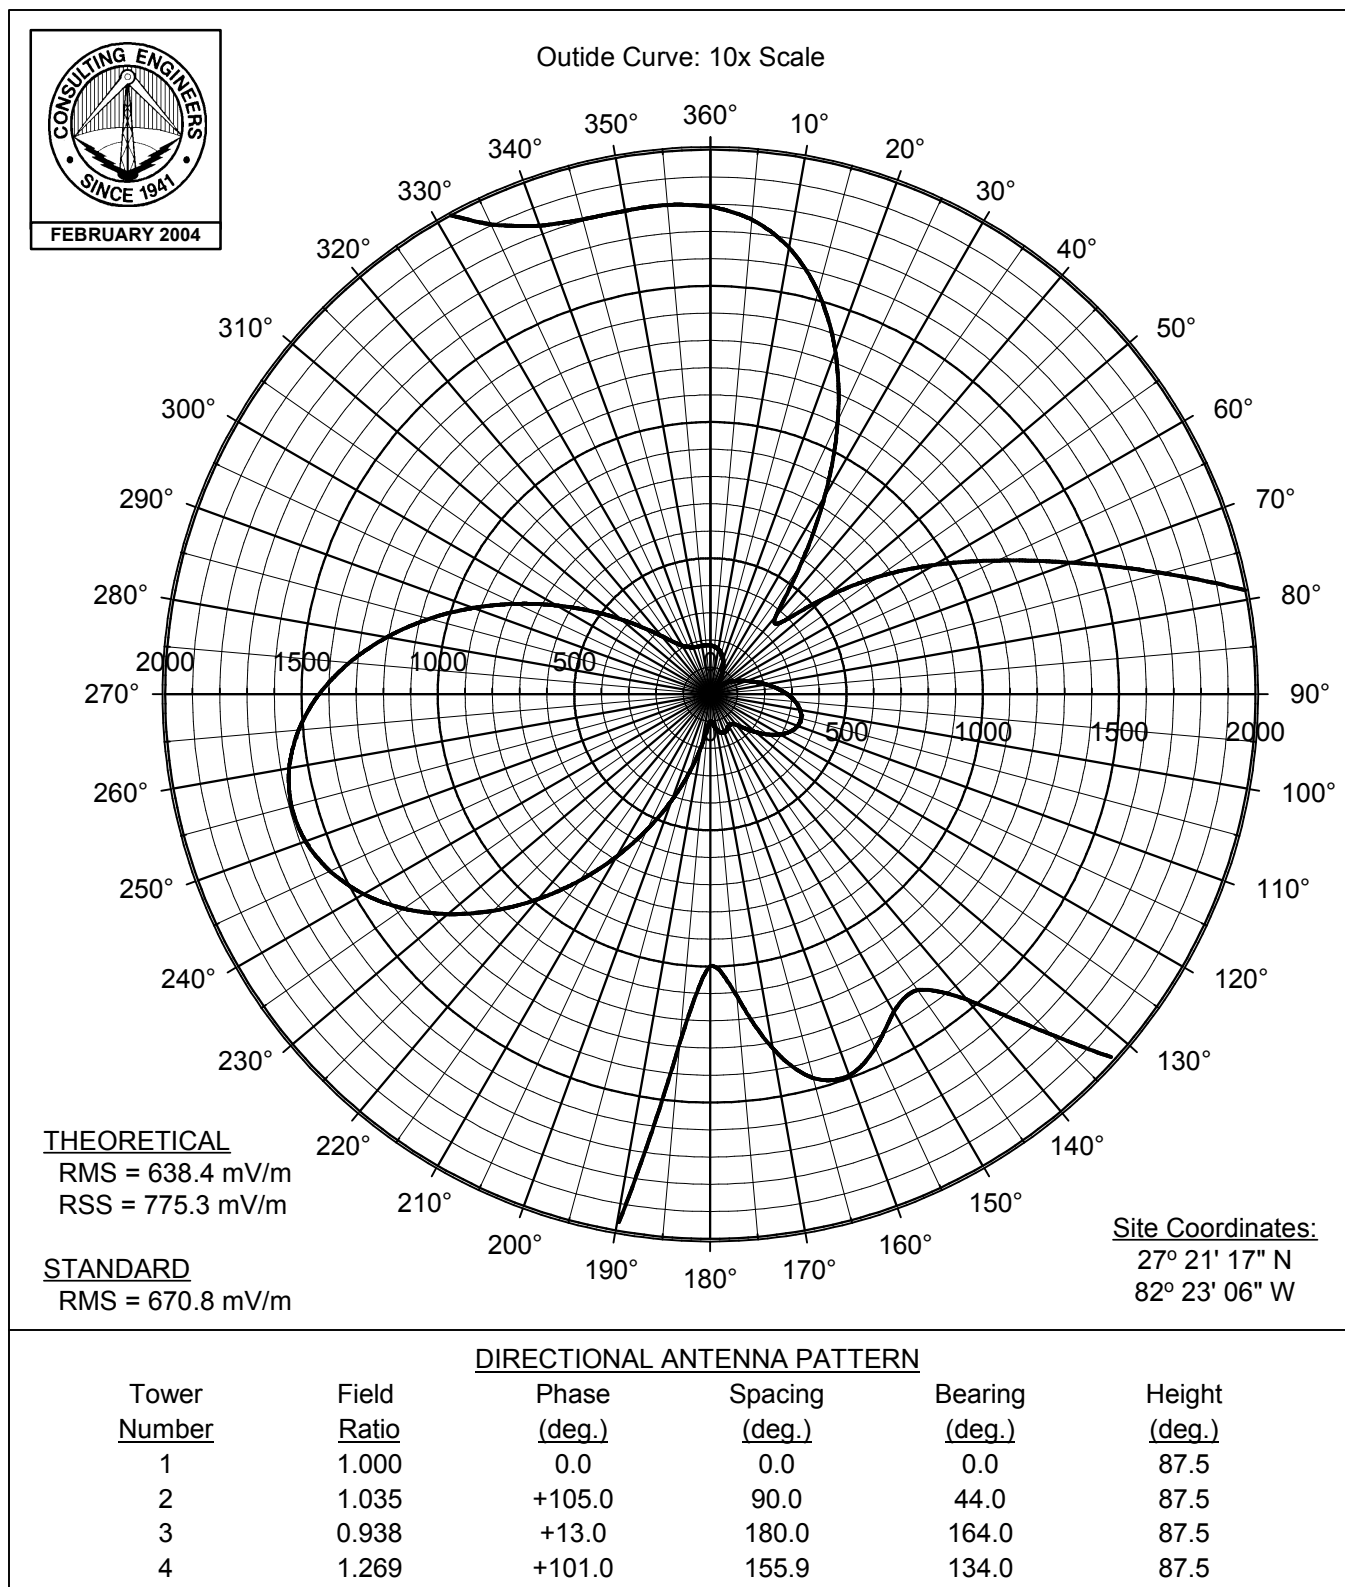 CONSULTING ENGINEERS
• SINCE 1941 •
FEBRUARY 2004
Outide Curve: 10x Scale
360°
10°
20°
30°
40°
50°
60°
70°
80°
90°
100°
110°
120°
130°
140°
150°
160°
170°
180°
190°
200°
210°
220°
230°
240°
250°
260°
270°
280°
290°
300°
310°
320°
330°
340°
350°
2000 1500 1000 500 0
0 500 1000 1500 2000
THEORETICAL
RMS = 638.4 mV/m
RSS = 775.3 mV/m
STANDARD
RMS = 670.8 mV/m
Site Coordinates:
27º 21' 17" N
82º 23' 06" W
DIRECTIONAL ANTENNA PATTERN
Tower Field Phase Spacing Bearing Height
Number Ratio (deg.) (deg.) (deg.) (deg.)
1 1.000 0.0 0.0 0.0 87.5
2 1.035 +105.0 90.0 44.0 87.5
3 0.938 +13.0 180.0 164.0 87.5
4 1.269 +101.0 155.9 134.0 87.5